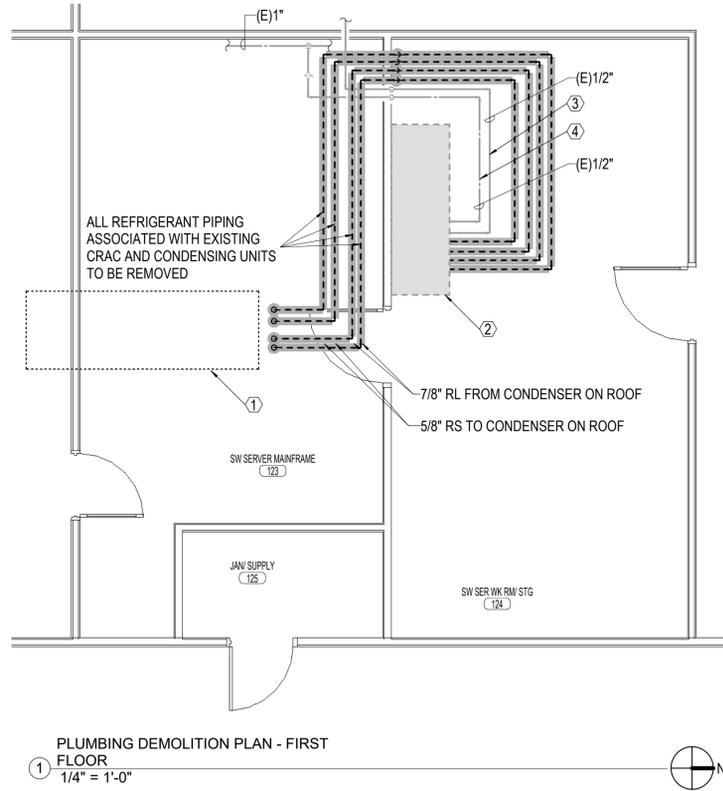 (E)1"
(E)1/2"
3
4
(E)1/2"
ALL REFRIGERANT PIPING
ASSOCIATED WITH EXISTING
CRAC AND CONDENSING UNITS
TO BE REMOVED
2
1
7/8" RL FROM CONDENSER ON ROOF
5/8" RS TO CONDENSER ON ROOF
SW SERVER MAINFRAME
123
JAN/ SUPPLY
125
SW SER WK RM/ STG
124
PLUMBING DEMOLITION PLAN - FIRST
FLOOR
1
1/4" = 1'-0"
N